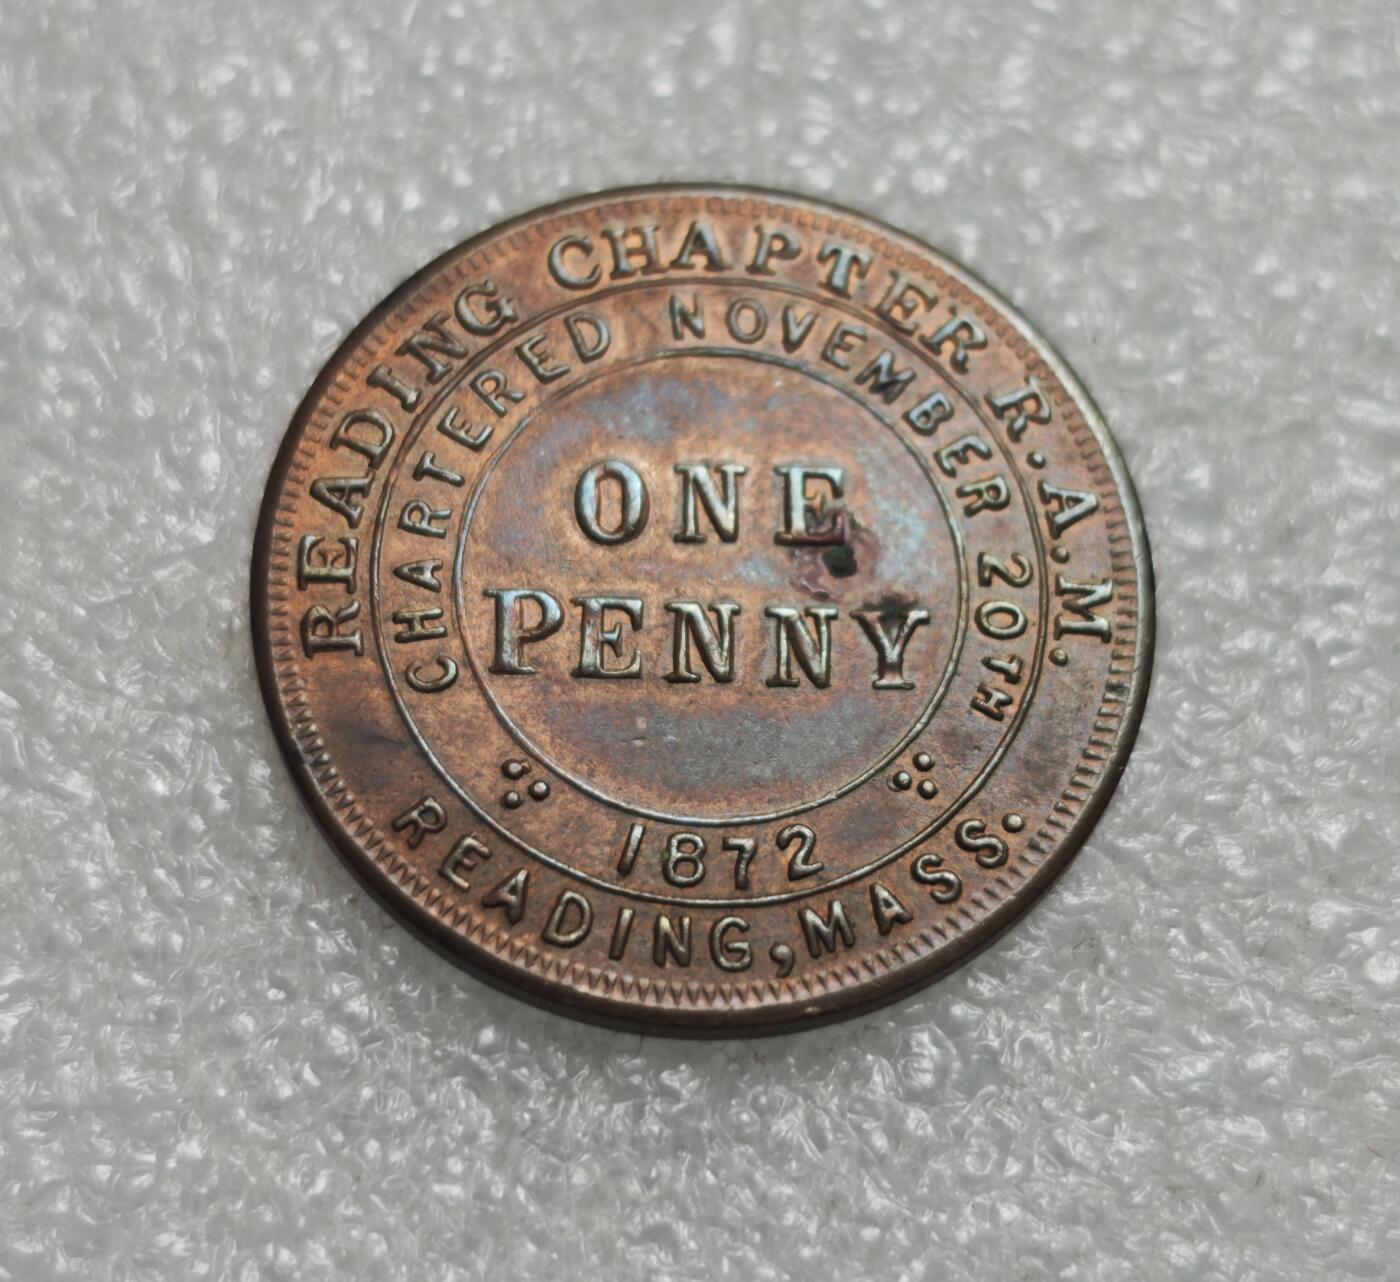 READING CHAPTER R.A.M.
CHARTERED NOVEMBER 20TH
ONE
PENNY
1872
READING, MASS.